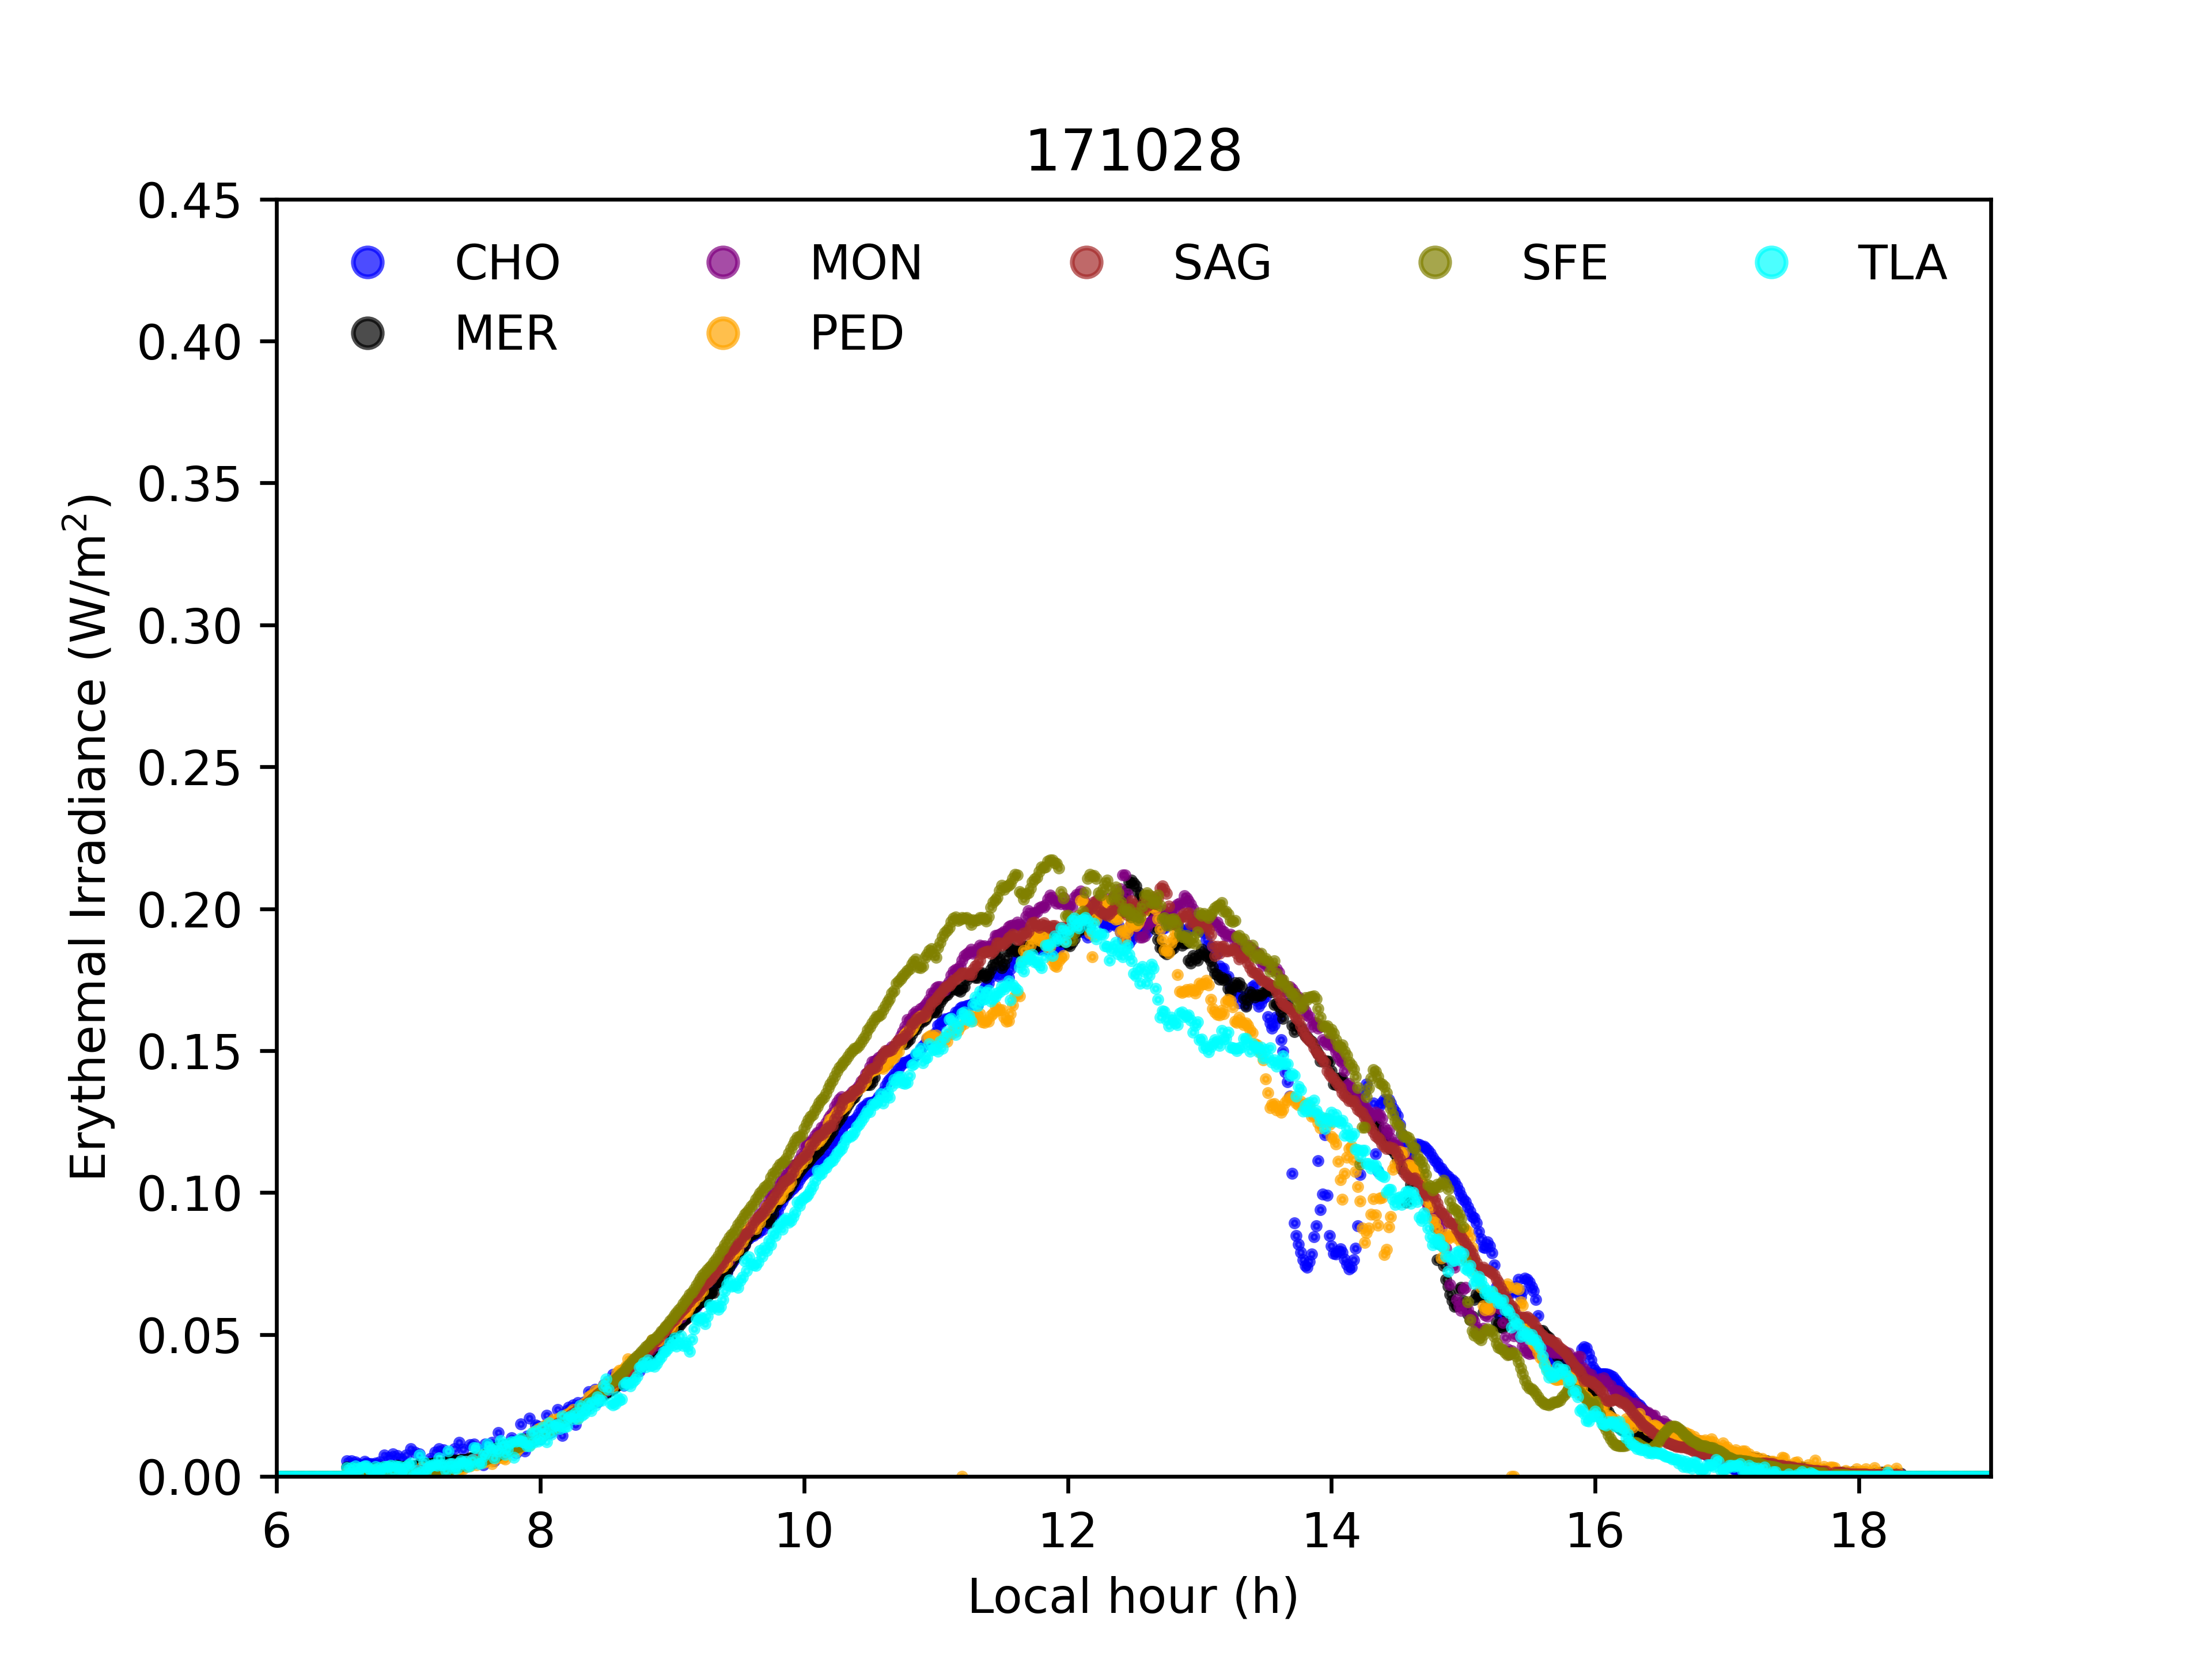 171028
0.45
0.40
0.35
0.30
0.25
0.20
0.15
0.10
0.05
0.00
Erythemal Irradiance (W/m²)
CHO MON SAG SFE TLA
MER PED
6 8 10 12 14 16 18
Local hour (h)